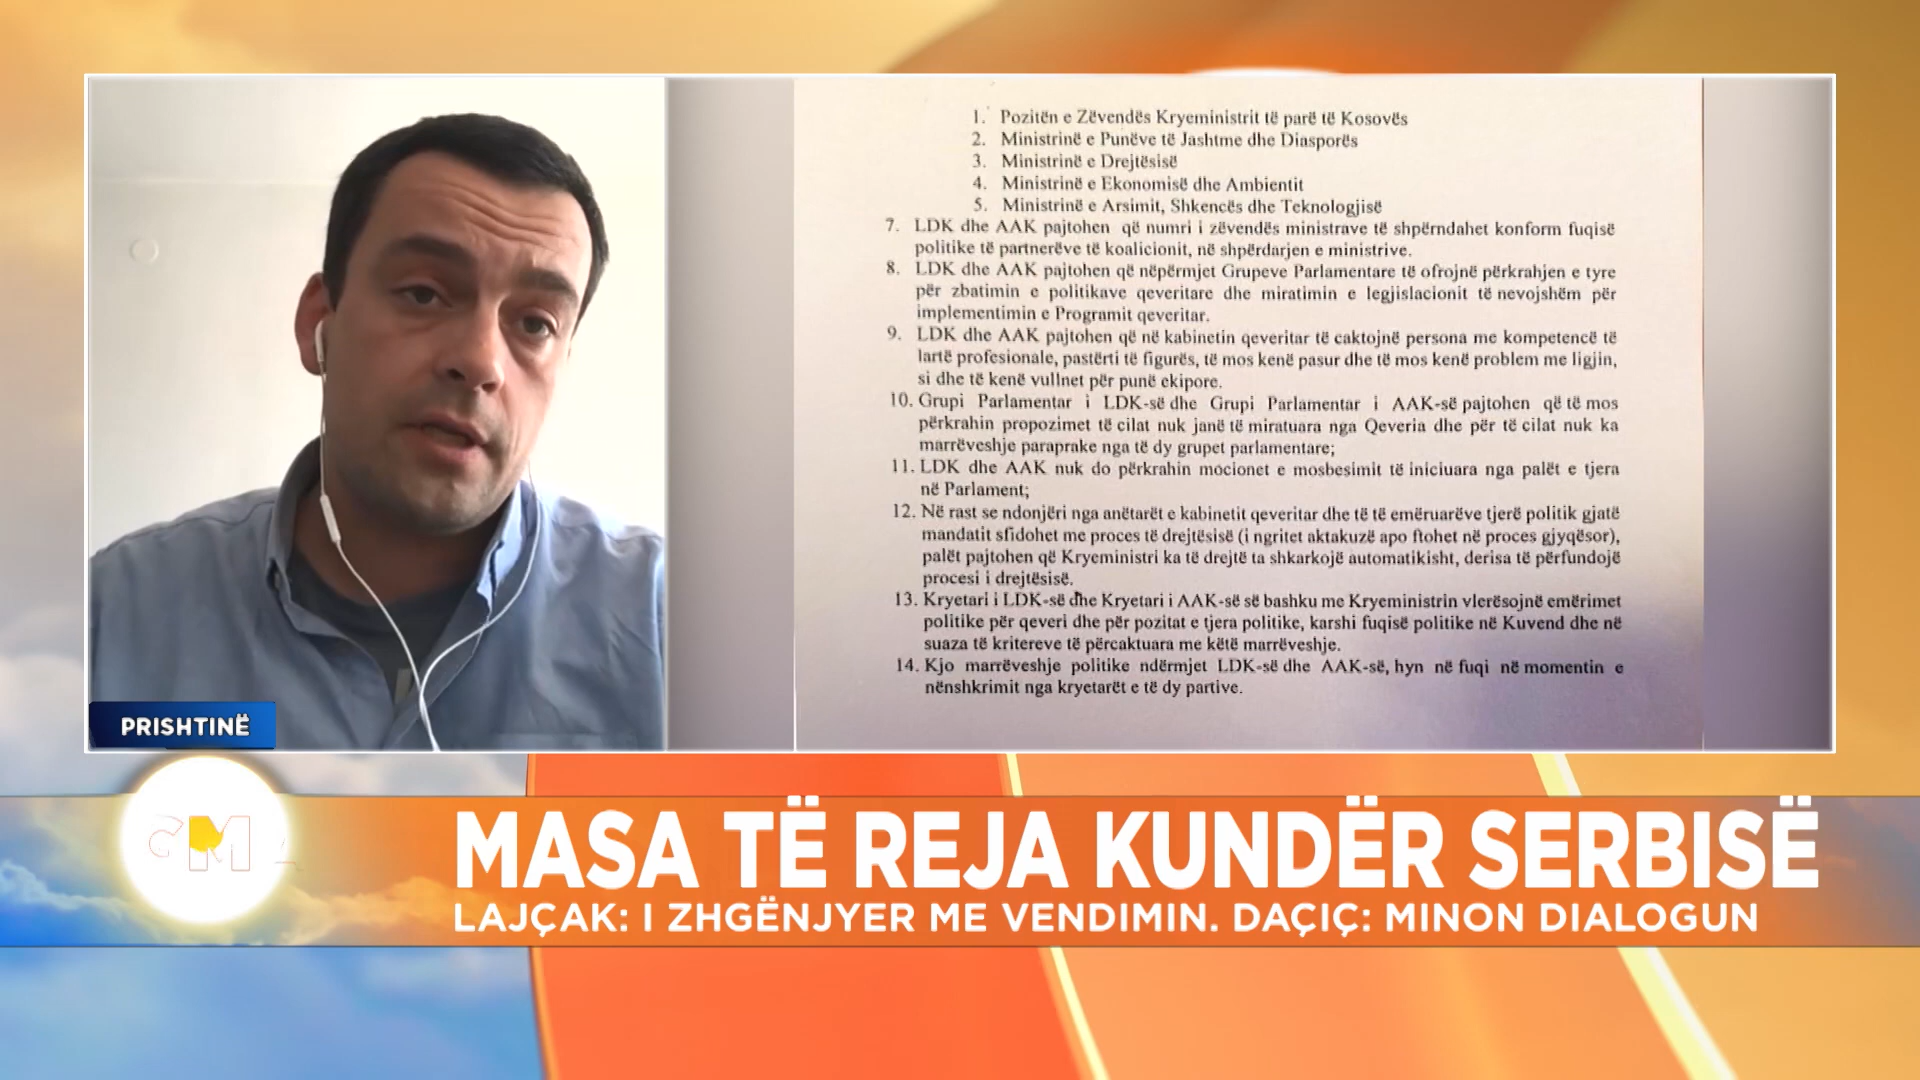 1. Pozitën e Zëvendës Kryeministrit të parë të Kosovës
2. Ministrinë e Punëve të Jashtme dhe Diasporës
3. Ministrinë e Drejtësisë
4. Ministrinë e Ekonomisë dhe Ambientit
5. Ministrinë e Arsimit, Shkencës dhe Teknologjisë
7. LDK dhe AAK pajtohen që numri i zëvendës ministrave të shpërndahet konform fuqisë
politike të partnerëve të koalicionit, në shpërdarjen e ministrive.
8. LDK dhe AAK pajtohen që nëpërmjet Grupeve Parlamentare të ofrojnë përkrahjen e tyre
për zbatimin e politikave qeveritare dhe miratimin e legjislacionit të nevojshëm për
implementimin e Programit qeveritar.
9. LDK dhe AAK pajtohen që në kabinetin qeveritar të caktojnë persona me kompetencë të
lartë profesionale, pastërti të figurës, të mos kenë pasur dhe të mos kenë problem me ligjin,
si dhe të kenë vullnet për punë ekipore.
10. Grupi Parlamentar i LDK-së dhe Grupi Parlamentar i AAK-së pajtohen që të mos
përkrahin propozimet të cilat nuk janë të miratuara nga Qeveria dhe për të cilat nuk ka
marrëveshje paraprake nga të dy grupet parlamentare;
11. LDK dhe AAK nuk do përkrahin mocionet e mosbesimit të iniciuara nga palët e tjera
në Parlament;
12. Në rast se ndonjëri nga anëtarët e kabinetit qeveritar dhe të të emëruarëve tjerë politik gjatë
mandatit sfidohet me proces të drejtësisë (i ngritet aktakuzë apo ftohet në proces gjyqësor),
palët pajtohen që Kryeministri ka të drejtë ta shkarkojë automatikisht, derisa të përfundojë
procesi i drejtësisë.
13. Kryetari i LDK-së dhe Kryetari i AAK-së së bashku me Kryeministrin vlerësojnë emërimet
politike për qeveri dhe për pozitat e tjera politike, karshi fuqisë politike në Kuvend dhe në
suaza të kritereve të përcaktuara me këtë marrëveshje.
14. Kjo marrëveshje politike ndërmjet LDK-së dhe AAK-së, hyn në fuqi në momentin e
nënshkrimit nga kryetarët e të dy partive.
PRISHTINË
GM
MASA TË REJA KUNDËR SERBISË
LAJÇAK: I ZHGËNJYER ME VENDIMIN. DAÇIÇ: MINON DIALOGUN